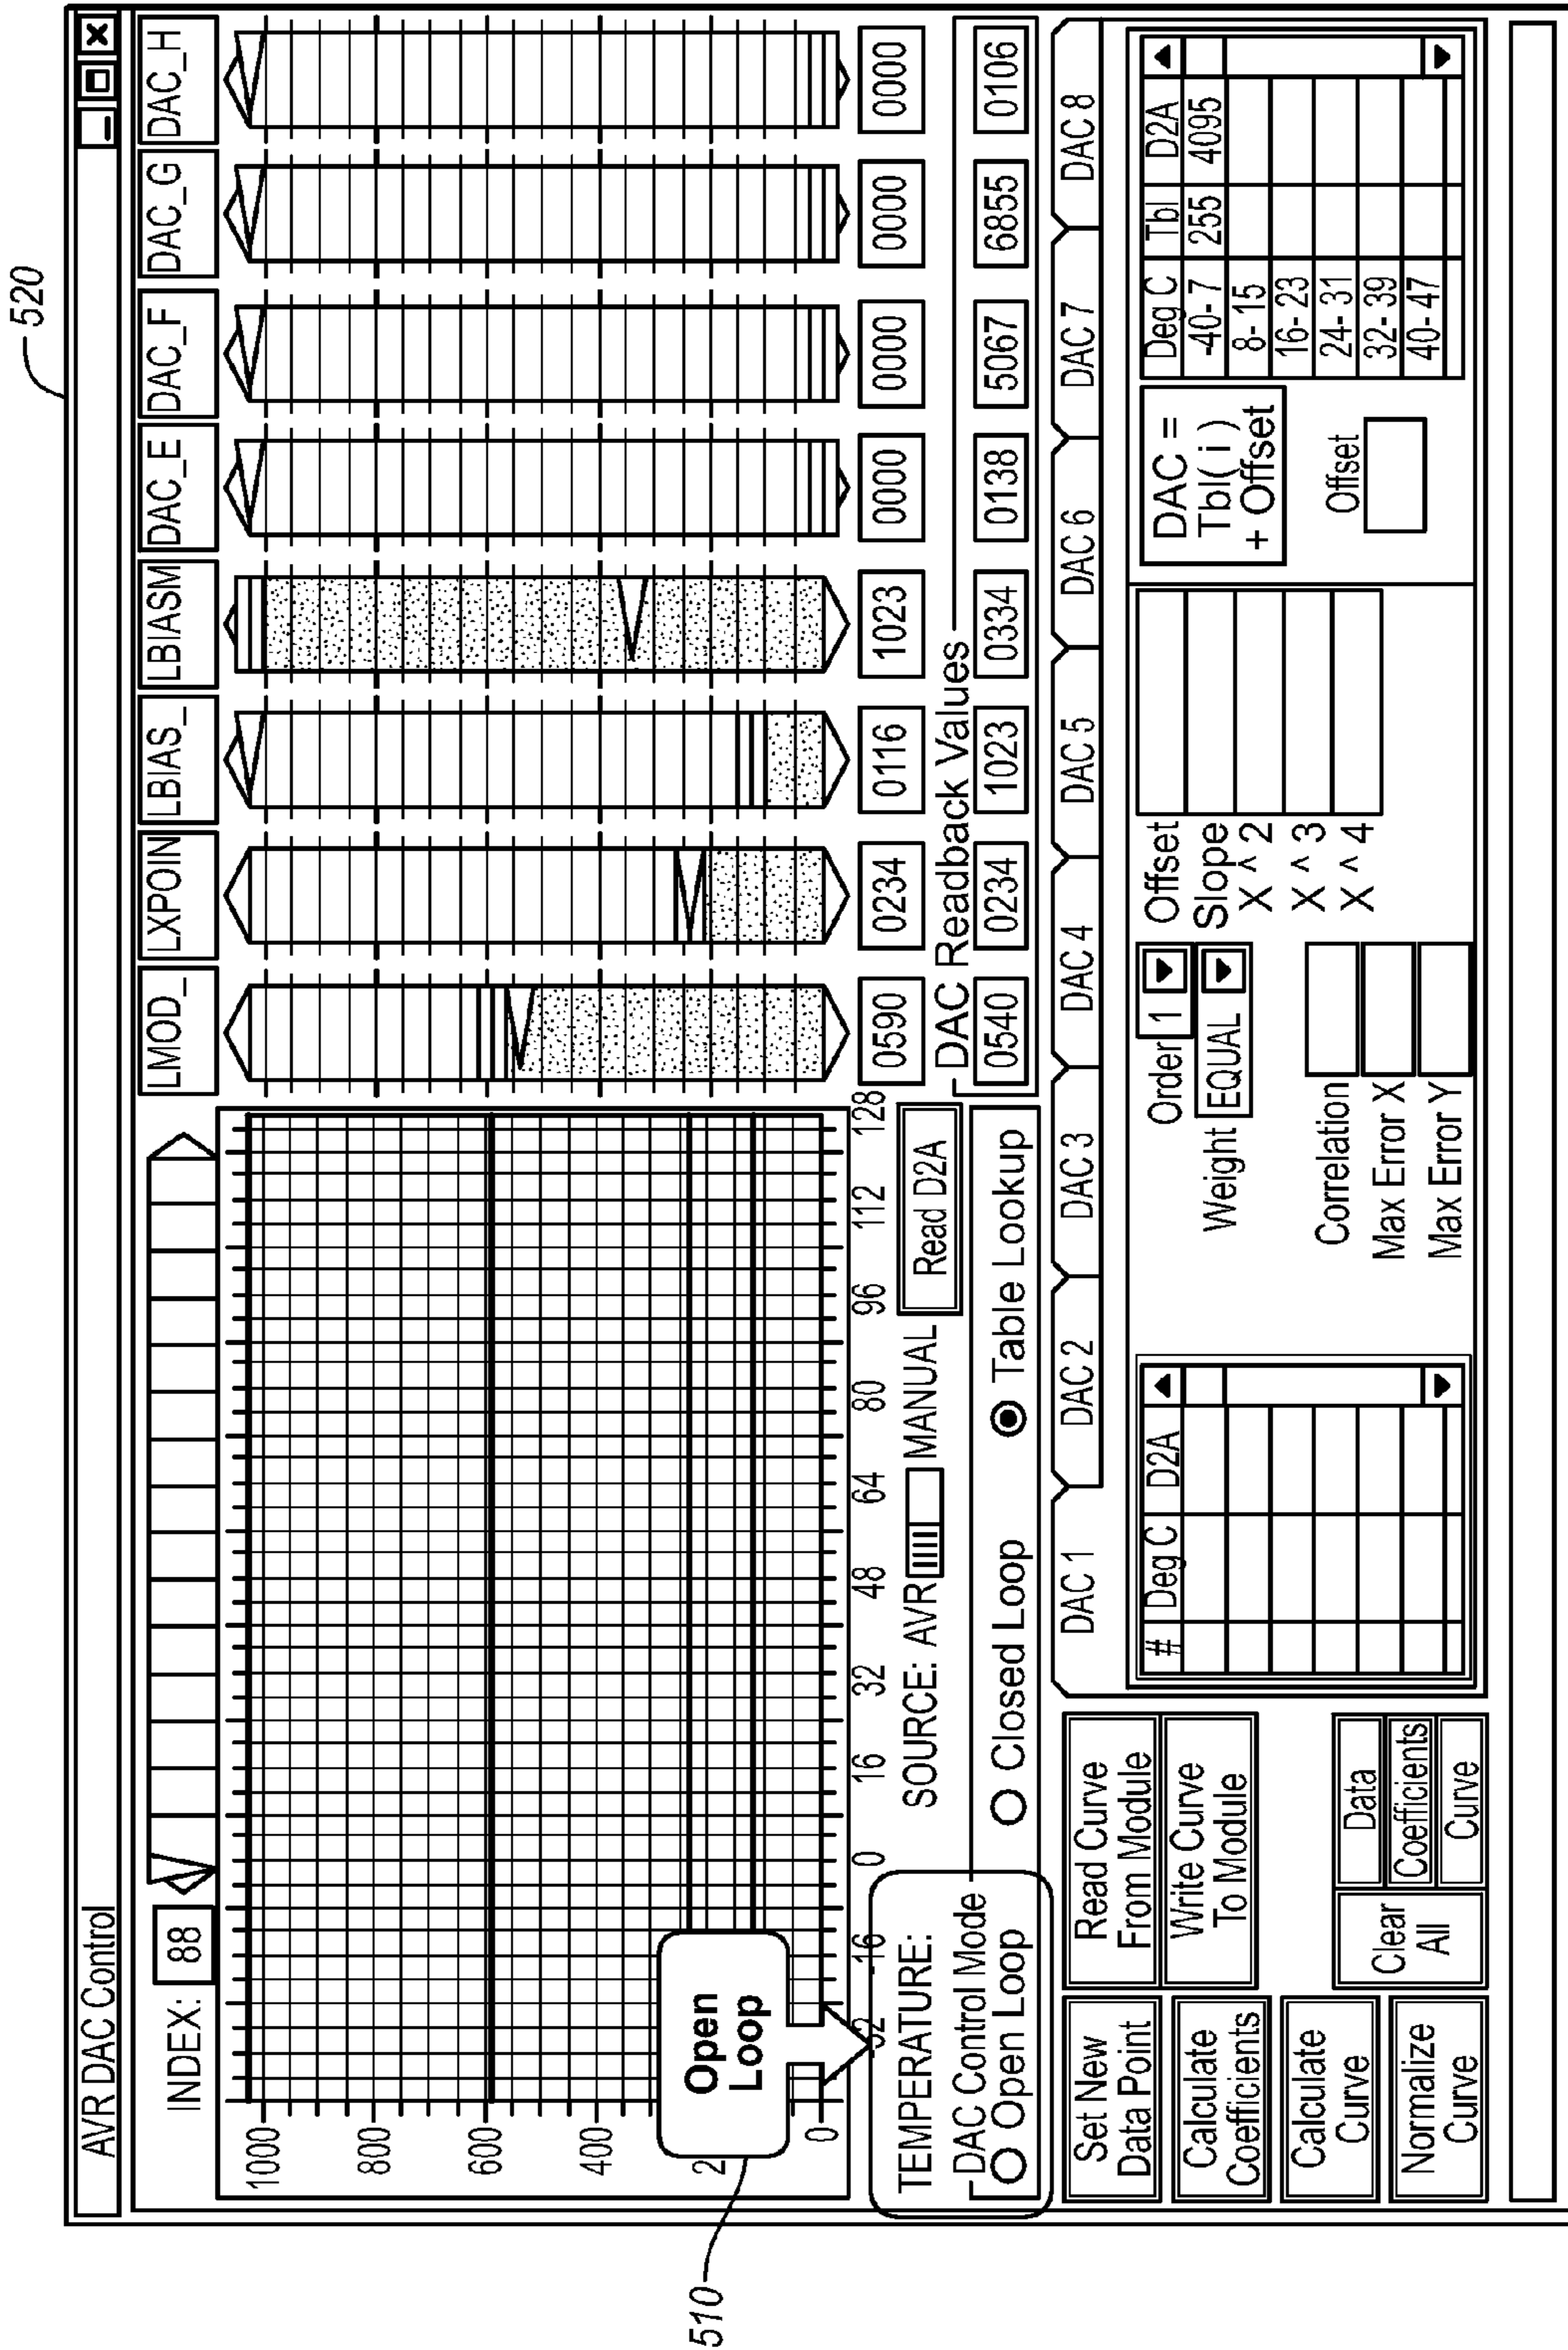 520
AVR DAC Control
INDEX: 88
LMOD_ LXPOIN LBIAS_ LBIASM DAC_E DAC_F DAC_G DAC_H
1000
800
600
400
2
0
Open
Loop
510
32 -16 0 16 32 48 64 80 96 112 128
0590 0234 0116 1023 0000 0000 0000 0000
TEMPERATURE: SOURCE: AVR MANUAL Read D2A
DAC Readback Values
0540 0234 1023 0334 0138 5067 6855 0106
DAC Control Mode
Open Loop Closed Loop Table Lookup
DAC 1 DAC 2 DAC 3 DAC 4 DAC 5 DAC 6 DAC 7 DAC 8
Set New
Data Point
Read Curve
From Module
Calculate
Coefficients
Write Curve
To Module
Calculate
Curve
Normalize
Curve
Clear
All
Data
Coefficients
Curve
# Deg C D2A
Order 1
Weight EQUAL
Correlation
Max Error X
Max Error Y
Offset
Slope
X ^ 2
X ^ 3
X ^ 4
DAC =
Tbl( i )
+ Offset
Offset
Deg C Tbl D2A
-40- 7 255 4095
8- 15
16- 23
24- 31
32- 39
40- 47